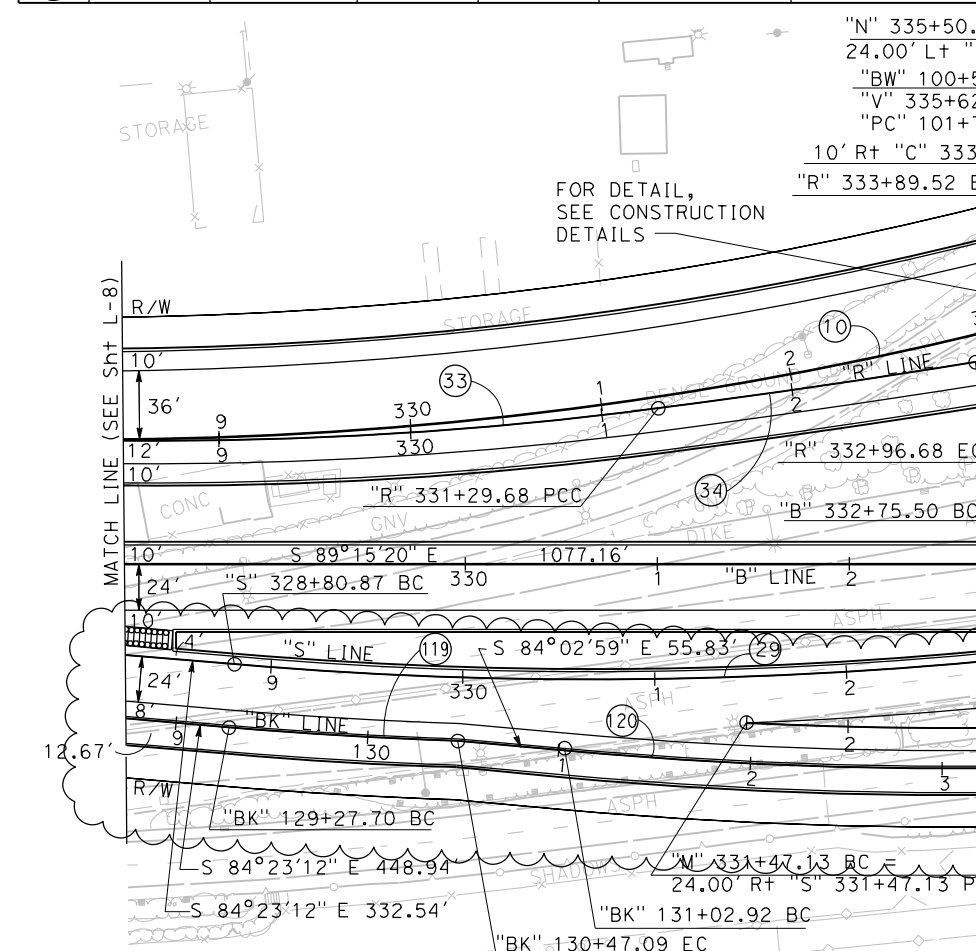 "N" 335+50.
24.00' Lt "
"BW" 100+5
"V" 335+62
"PC" 101+7
10' Rt "C" 333
"R" 333+89.52 E
STORAGE
FOR DETAIL,
SEE CONSTRUCTION
DETAILS
MATCH LINE (SEE Sht L-8)
R/W
STORAGE
10'
10
"R" LINE
DENSE GROUND COVER
36'
33
9
330
1
2
9
330
1
2
12'
10'
"R" 332+96.68 EC
"R" 331+29.68 PCC
34
CONC
GNV
DIKE
"B" 332+75.50 BC
10'
S 89°15'20" E
1077.16'
24'
"S" 328+80.87 BC
330
1
"B" LINE
2
10'
ASPH
4'
"S" LINE
119
S 84°02'59" E 55.83'
29
24'
9
330
1
2
ASPH
8'
"BK" LINE
120
9
130
1
2
2
3
12.67'
R/W
ASPH
"BK" 129+27.70 BC
S 84°23'12" E 448.94'
SHADOWS
"M" 331+47.13 BC =
24.00' Rt "S" 331+47.13 P
S 84°23'12" E 332.54'
"BK" 131+02.92 BC
"BK" 130+47.09 EC